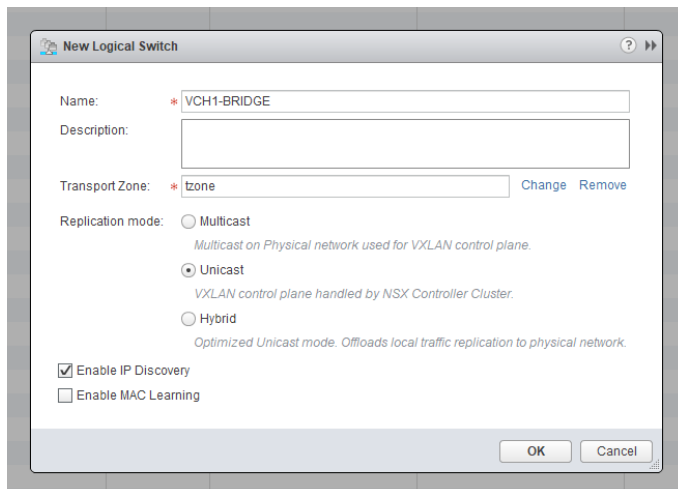 New Logical Switch ?
Name: * VCH1-BRIDGE
Description:
Transport Zone: * tzone Change Remove
Replication mode: Multicast
Multicast on Physical network used for VXLAN control plane.
Unicast
VXLAN control plane handled by NSX Controller Cluster.
Hybrid
Optimized Unicast mode. Offloads local traffic replication to physical network.
Enable IP Discovery
Enable MAC Learning
OK Cancel